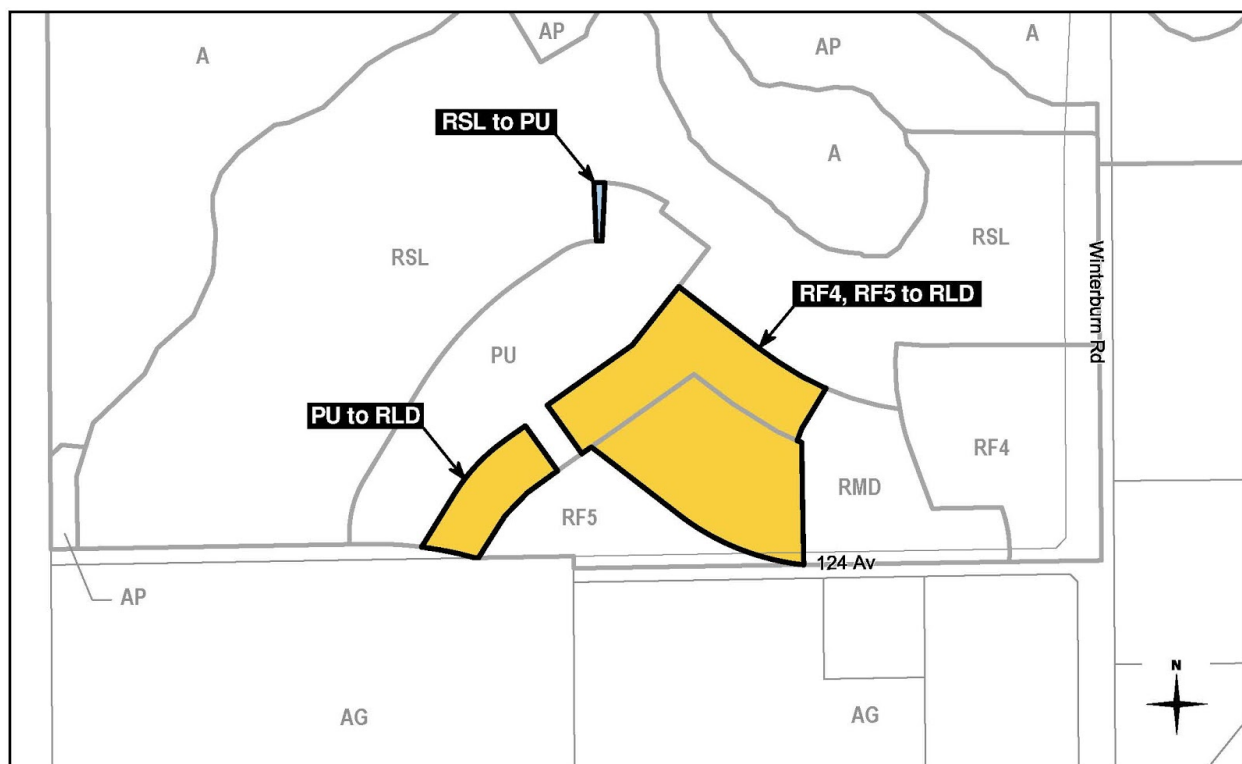 A
AP
AP
A
RSL to PU
A
RSL
RSL
Winterburn Rd
RF4, RF5 to RLD
PU
PU to RLD
RF4
RMD
RF5
124 Av
AP
N
AG
AG